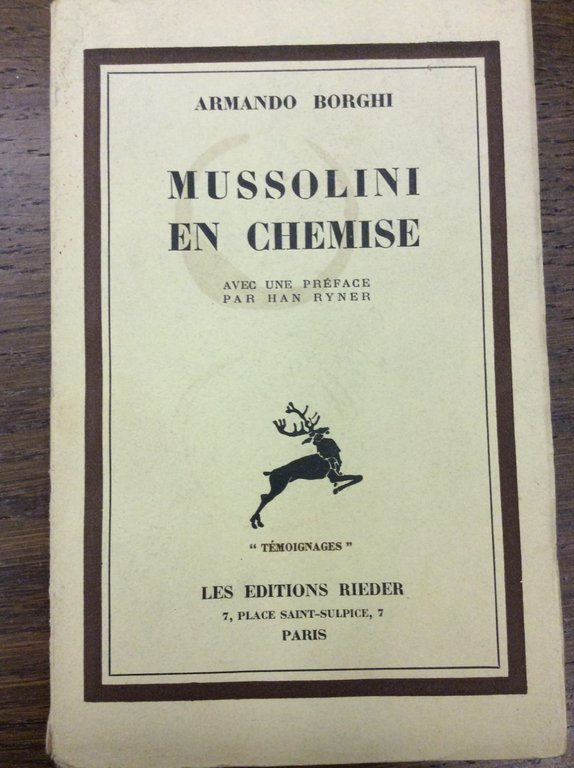 ARMANDO BORGHI
MUSSOLINI
EN CHEMISE
AVEC UNE PRÉFACE
PAR HAN RYNER
“ TÉMOIGNAGES ”
LES EDITIONS RIEDER
7, PLACE SAINT-SULPICE, 7
PARIS